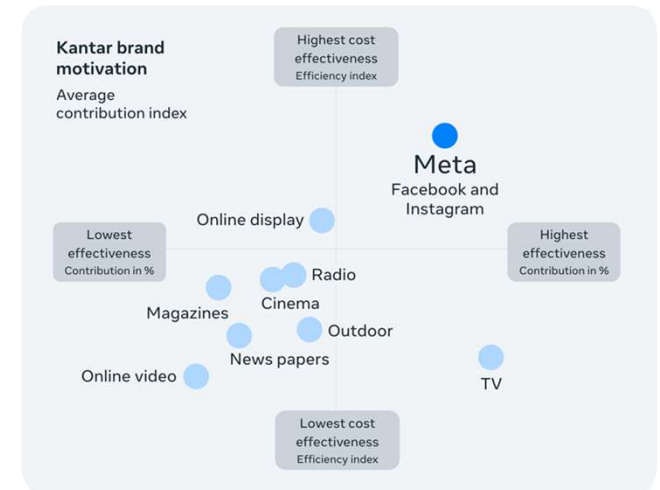 Kantar brand
motivation
Average
contribution index
Highest cost
effectiveness
Efficiency index
Meta
Facebook and
Instagram
Online display
Lowest
effectiveness
Contribution in %
Highest
effectiveness
Contribution in %
Radio
Cinema
Magazines
Outdoor
News papers
Online video
TV
Lowest cost
effectiveness
Efficiency index